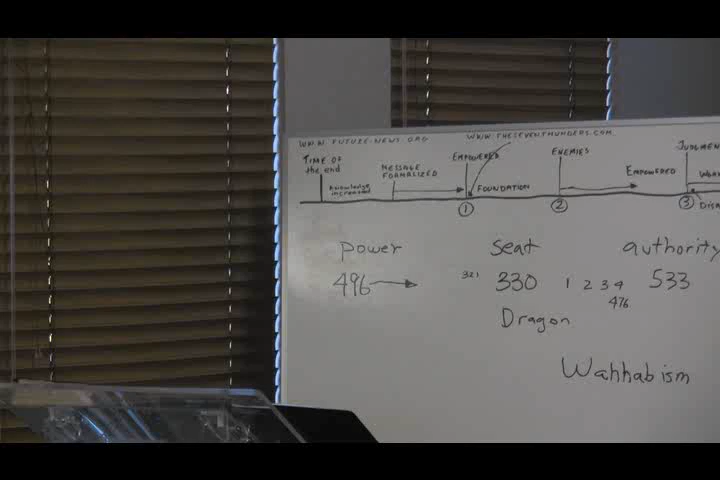 WWW.FUTURE-NEWS.ORG WWW.THESEVENTHUNDERS.COM
TIME OF the end MESSAGE FORMALIZED EMPOWERED ENEMIES EMPOWERED JUDGMEN
Knowledge increased FOUNDATION
1 2 3
power seat authority
496 321 330 1 2 3 4 533
476
Dragon
Wahhabism